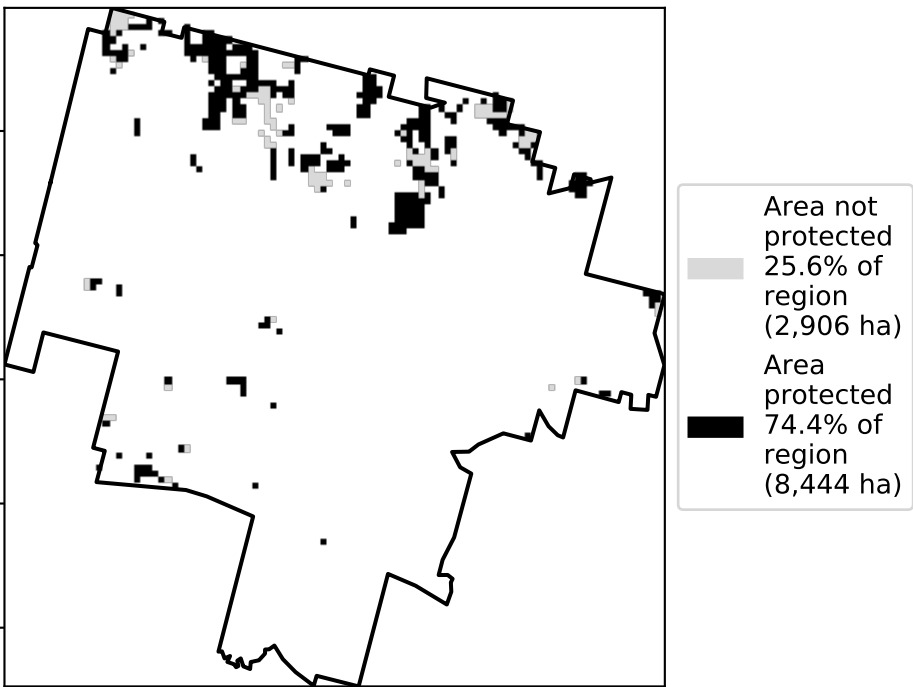 Area not
protected
25.6% of
region
(2,906 ha)
Area
protected
74.4% of
region
(8,444 ha)